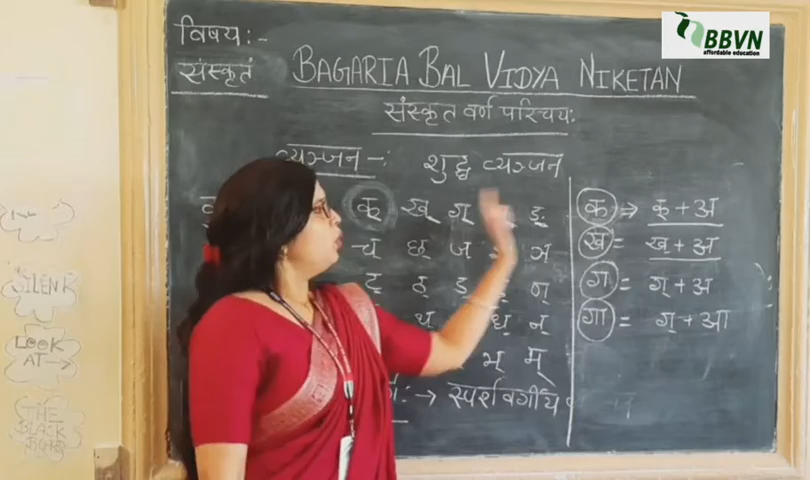 विषय:-
संस्कृतं
BAGARIA BAL VIDYA NIKETAN
BBVN
affordable education
संस्कृत वर्ण परिचय:
व्यञ्जन -: शुद्ध व्यञ्जन
क् ख् ग् ङ्
च् छ् ज् ञ्
ट् ठ् ड् ण्
थ् ध् न्
भ् म्
→ स्पर्श वर्गीय
क → क् + अ
ख = ख् + अ
ग = ग् + अ
गा = ग् + आ
SILENT
LOOK
AT →
THE
BLACK
BOARD